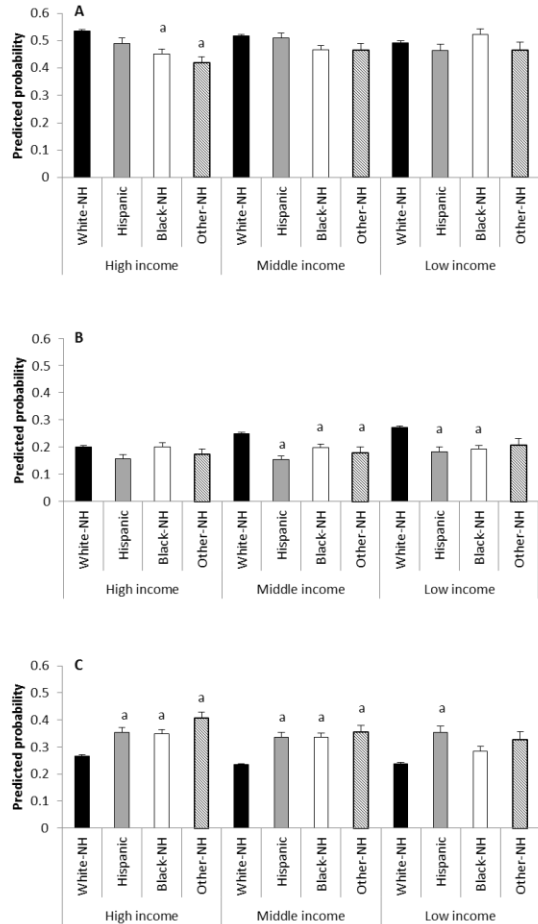 A
a
a
Predicted probability
0.6
0.5
0.4
0.3
0.2
0.1
0
White-NH
Hispanic
Black-NH
Other-NH
White-NH
Hispanic
Black-NH
Other-NH
White-NH
Hispanic
Black-NH
Other-NH
High income
Middle income
Low income
B
a
a
a
a
a
Predicted probability
0.6
0.5
0.4
0.3
0.2
0.1
0
White-NH
Hispanic
Black-NH
Other-NH
White-NH
Hispanic
Black-NH
Other-NH
White-NH
Hispanic
Black-NH
Other-NH
High income
Middle income
Low income
C
a
a
a
a
a
a
a
Predicted probability
0.6
0.5
0.4
0.3
0.2
0.1
0
White-NH
Hispanic
Black-NH
Other-NH
White-NH
Hispanic
Black-NH
Other-NH
White-NH
Hispanic
Black-NH
Other-NH
High income
Middle income
Low income